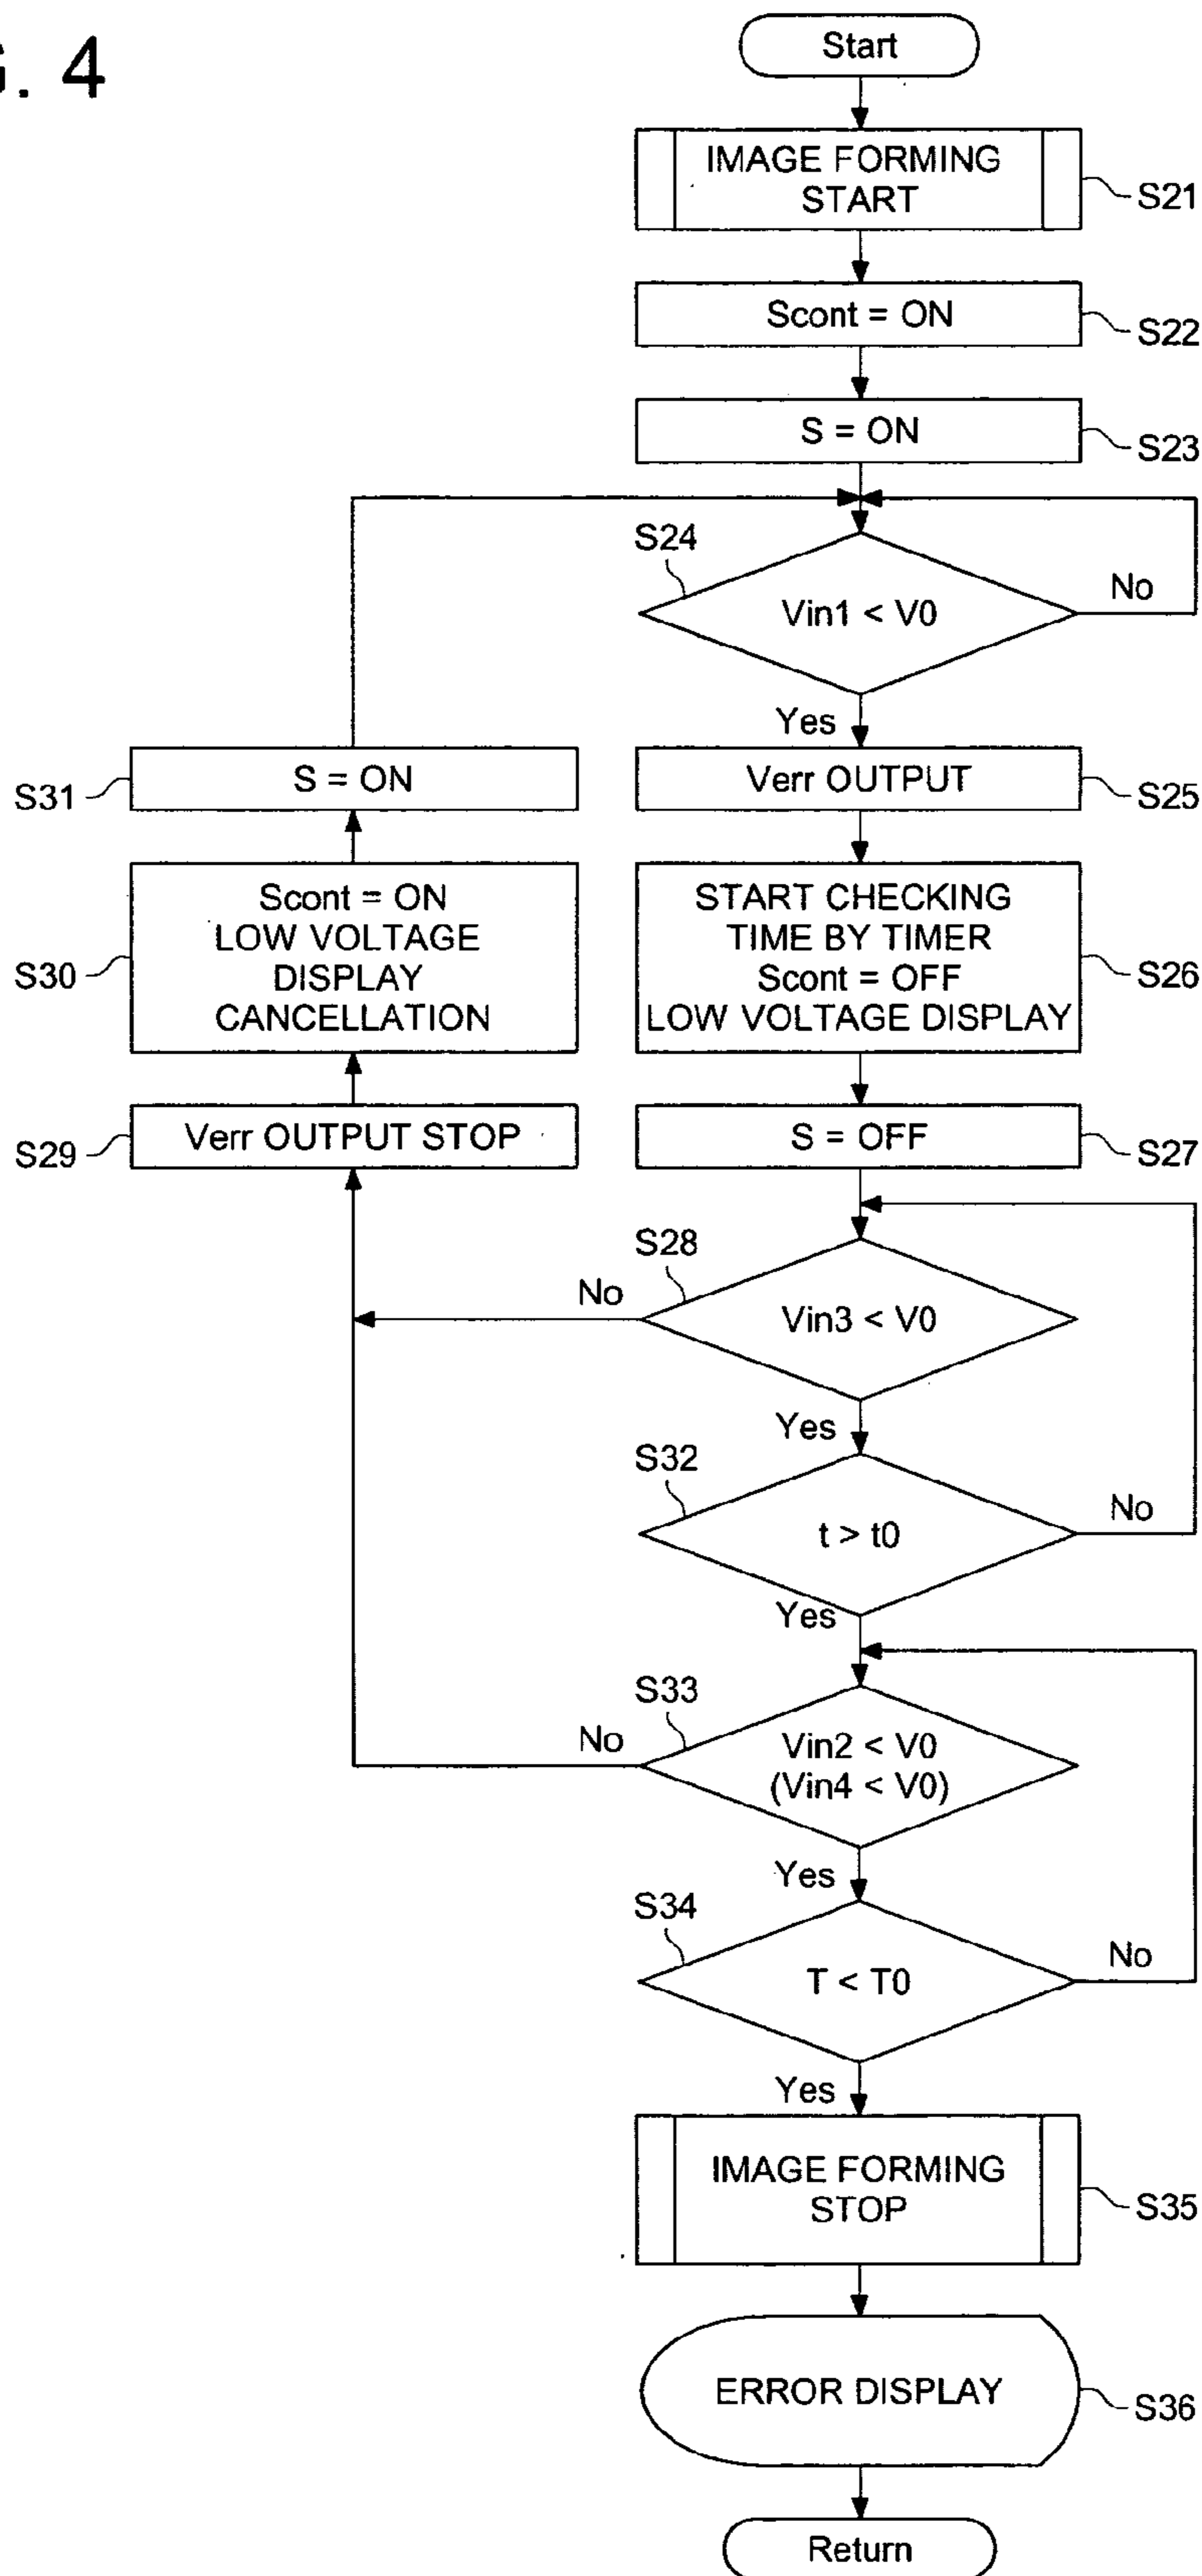 G. 4
Start
IMAGE FORMING
START
S21
Scont = ON
S22
S = ON
S23
S24
Vin1 < V0
No
Yes
Verr OUTPUT
S25
START CHECKING
TIME BY TIMER
Scont = OFF
LOW VOLTAGE DISPLAY
S26
S = OFF
S27
S28
Vin3 < V0
No
Yes
S29
Verr OUTPUT STOP
S30
Scont = ON
LOW VOLTAGE
DISPLAY
CANCELLATION
S31
S = ON
S32
t > t0
No
Yes
S33
Vin2 < V0
(Vin4 < V0)
No
Yes
S34
T < T0
No
Yes
IMAGE FORMING
STOP
S35
ERROR DISPLAY
S36
Return